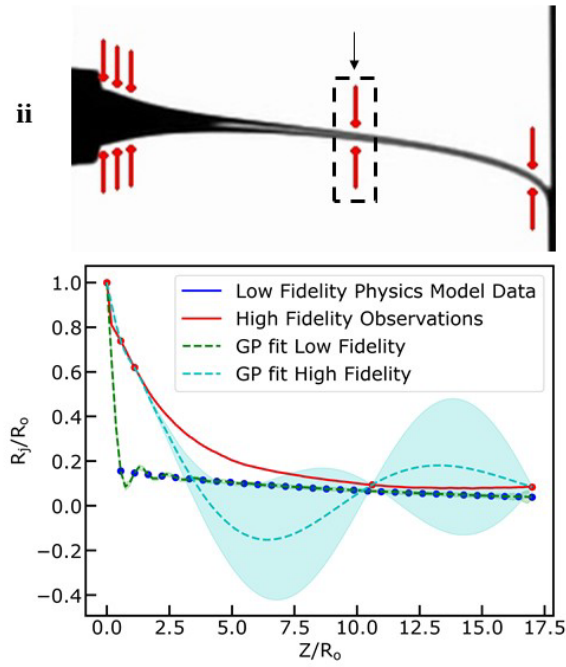 ii
Low Fidelity Physics Model Data
High Fidelity Observations
GP fit Low Fidelity
GP fit High Fidelity
1.0
0.8
0.6
0.4
0.2
0.0
−0.2
−0.4
Rj/Ro
0.0 2.5 5.0 7.5 10.0 12.5 15.0 17.5
Z/Ro